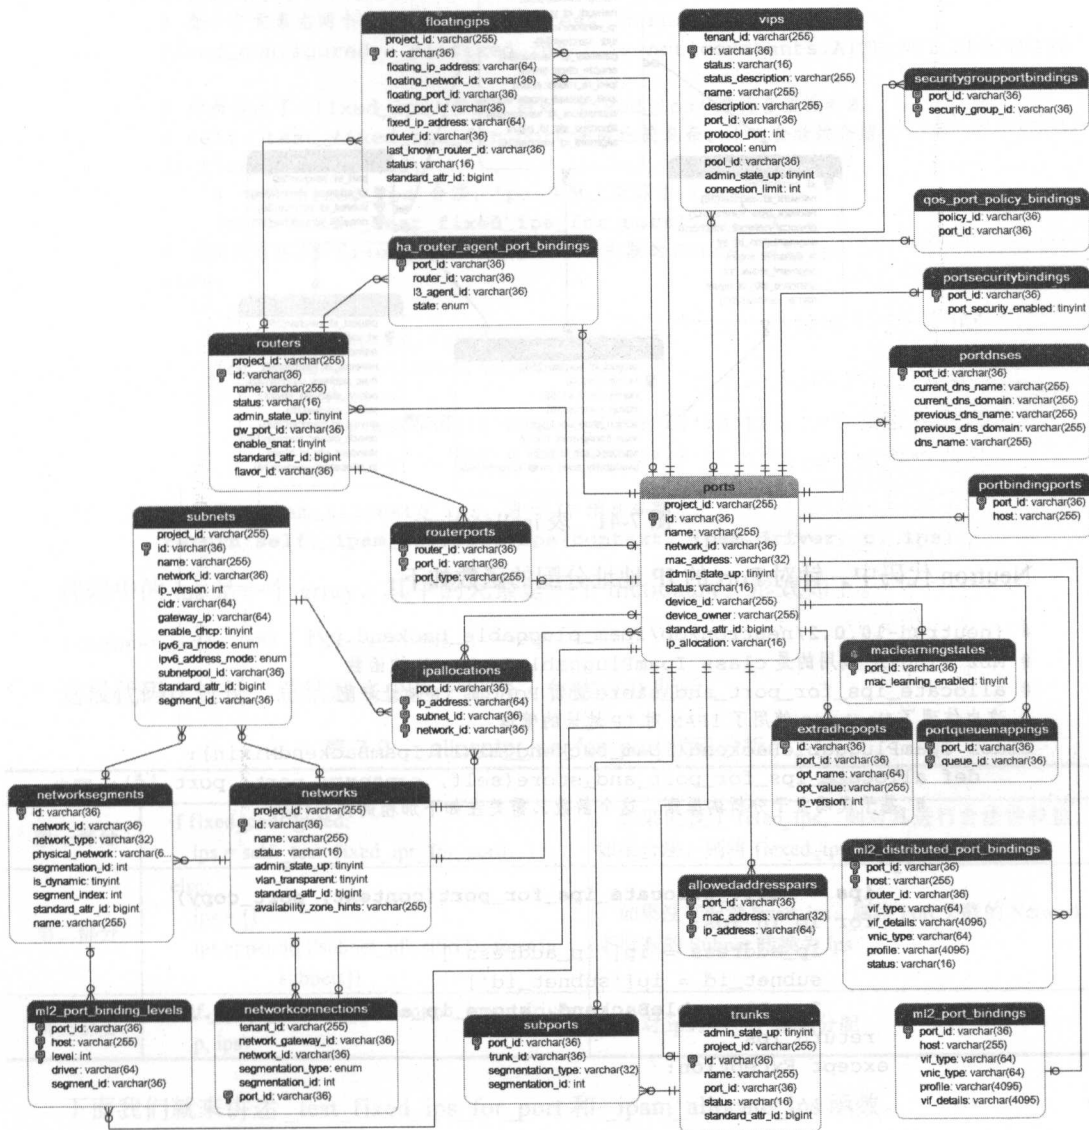 floatingips
project_id: varchar(255)
id: varchar(36)
floating_ip_address: varchar(64)
floating_network_id: varchar(36)
floating_port_id: varchar(36)
fixed_port_id: varchar(36)
fixed_ip_address: varchar(64)
router_id: varchar(36)
last_known_router_id: varchar(36)
status: varchar(16)
standard_attr_id: bigint
vips
tenant_id: varchar(255)
id: varchar(36)
status: varchar(16)
status_description: varchar(255)
name: varchar(255)
description: varchar(255)
port_id: varchar(36)
protocol_port: int
protocol: enum
pool_id: varchar(36)
admin_state_up: tinyint
connection_limit: int
securitygroupportbindings
port_id: varchar(36)
security_group_id: varchar(36)
qos_port_policy_bindings
policy_id: varchar(36)
port_id: varchar(36)
ha_router_agent_port_bindings
port_id: varchar(36)
router_id: varchar(36)
l3_agent_id: varchar(36)
state: enum
portsecuritybindings
port_id: varchar(36)
port_security_enabled: tinyint
routers
project_id: varchar(255)
id: varchar(36)
name: varchar(255)
status: varchar(16)
admin_state_up: tinyint
gw_port_id: varchar(36)
enable_snat: tinyint
standard_attr_id: bigint
flavor_id: varchar(36)
portdnses
port_id: varchar(36)
current_dns_name: varchar(255)
current_dns_domain: varchar(255)
previous_dns_name: varchar(255)
previous_dns_domain: varchar(255)
dns_name: varchar(255)
ports
project_id: varchar(255)
id: varchar(36)
name: varchar(255)
network_id: varchar(36)
mac_address: varchar(32)
admin_state_up: tinyint
status: varchar(16)
device_id: varchar(255)
device_owner: varchar(255)
standard_attr_id: bigint
ip_allocation: varchar(16)
portbindingports
port_id: varchar(36)
host: varchar(255)
subnets
project_id: varchar(255)
id: varchar(36)
name: varchar(255)
network_id: varchar(36)
ip_version: int
cidr: varchar(64)
gateway_ip: varchar(64)
enable_dhcp: tinyint
ipv6_ra_mode: enum
ipv6_address_mode: enum
subnetpool_id: varchar(36)
standard_attr_id: bigint
segment_id: varchar(36)
routerports
router_id: varchar(36)
port_id: varchar(36)
port_type: varchar(255)
ipallocations
port_id: varchar(36)
ip_address: varchar(64)
subnet_id: varchar(36)
network_id: varchar(36)
maclearningstates
port_id: varchar(36)
mac_learning_enabled: tinyint
extradhcpopts
id: varchar(36)
port_id: varchar(36)
opt_name: varchar(64)
opt_value: varchar(255)
ip_version: int
portqueuemappings
port_id: varchar(36)
queue_id: varchar(36)
networksegments
id: varchar(36)
network_id: varchar(36)
network_type: varchar(32)
physical_network: varchar(6...
segmentation_id: int
is_dynamic: tinyint
segment_index: int
standard_attr_id: bigint
name: varchar(255)
networks
project_id: varchar(255)
id: varchar(36)
name: varchar(255)
status: varchar(16)
admin_state_up: tinyint
vlan_transparent: tinyint
standard_attr_id: bigint
availability_zone_hints: varchar(255)
allowedaddresspairs
port_id: varchar(36)
mac_address: varchar(32)
ip_address: varchar(64)
ml2_distributed_port_bindings
port_id: varchar(36)
host: varchar(255)
router_id: varchar(36)
vif_type: varchar(64)
vif_details: varchar(4095)
vnic_type: varchar(64)
profile: varchar(4095)
status: varchar(16)
ml2_port_binding_levels
port_id: varchar(36)
host: varchar(255)
level: int
driver: varchar(64)
segment_id: varchar(36)
networkconnections
tenant_id: varchar(255)
network_gateway_id: varchar(36)
network_id: varchar(36)
segmentation_type: enum
segmentation_id: int
port_id: varchar(36)
subports
port_id: varchar(36)
trunk_id: varchar(36)
segmentation_type: varchar(32)
segmentation_id: int
trunks
admin_state_up: tinyint
project_id: varchar(255)
id: varchar(36)
name: varchar(255)
port_id: varchar(36)
status: varchar(16)
standard_attr_id: bigint
ml2_port_bindings
port_id: varchar(36)
host: varchar(255)
vif_type: varchar(64)
vnic_type: varchar(64)
profile: varchar(4095)
vif_details: varchar(4095)